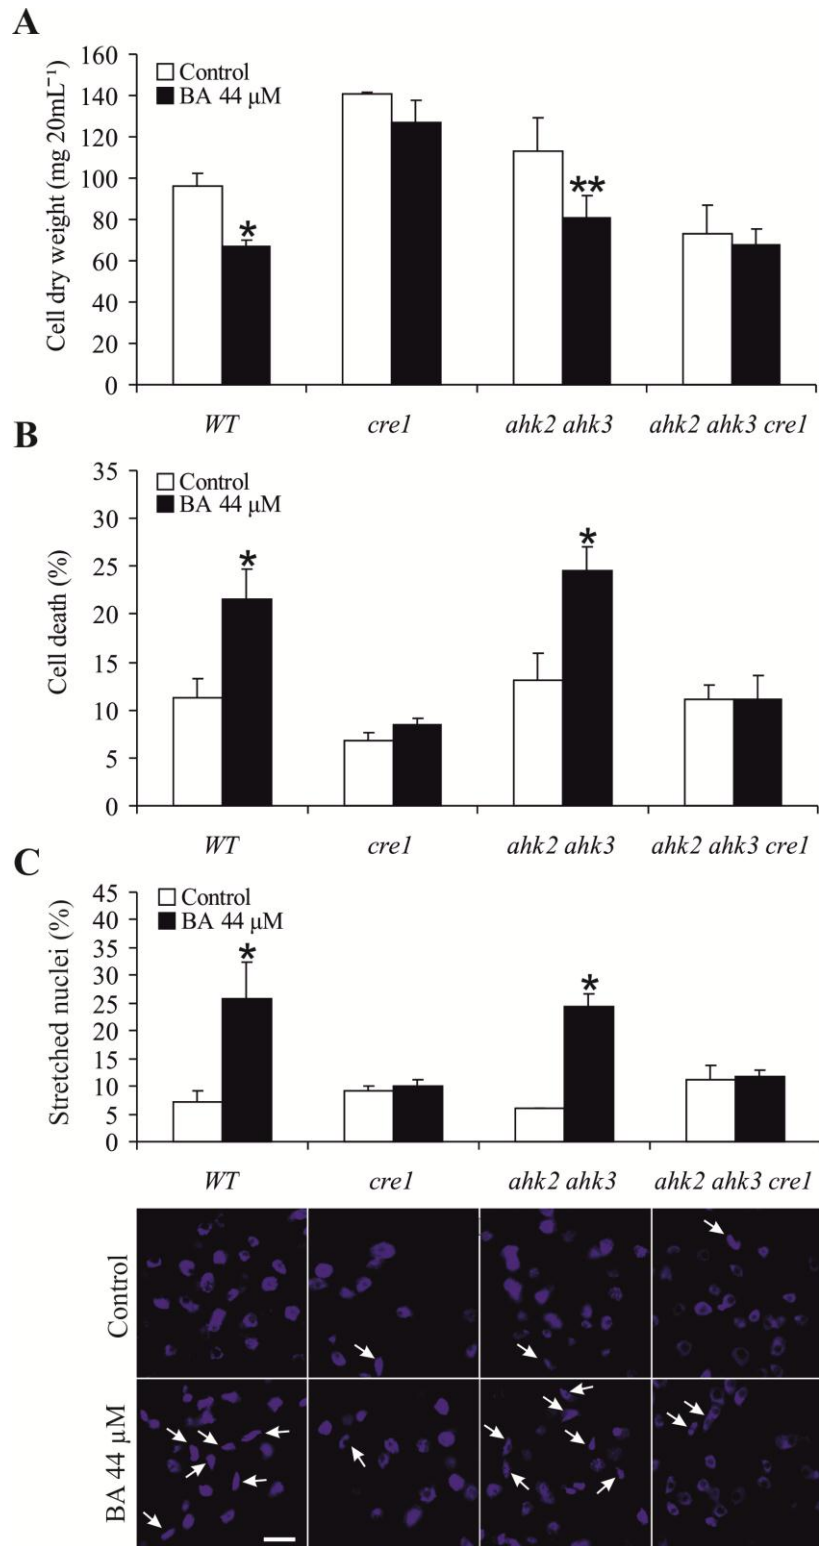 A
Cell dry weight (mg 20mL⁻¹)
160
140
120
100
80
60
40
20
0
Control
BA 44 μM
*
**
WT cre1 ahk2 ahk3 ahk2 ahk3 cre1
B
Cell death (%)
35
30
25
20
15
10
5
0
Control
BA 44 μM
*
*
WT cre1 ahk2 ahk3 ahk2 ahk3 cre1
C
Stretched nuclei (%)
45
40
35
30
25
20
15
10
5
0
Control
BA 44 μM
*
*
WT cre1 ahk2 ahk3 ahk2 ahk3 cre1
Control
BA 44 μM